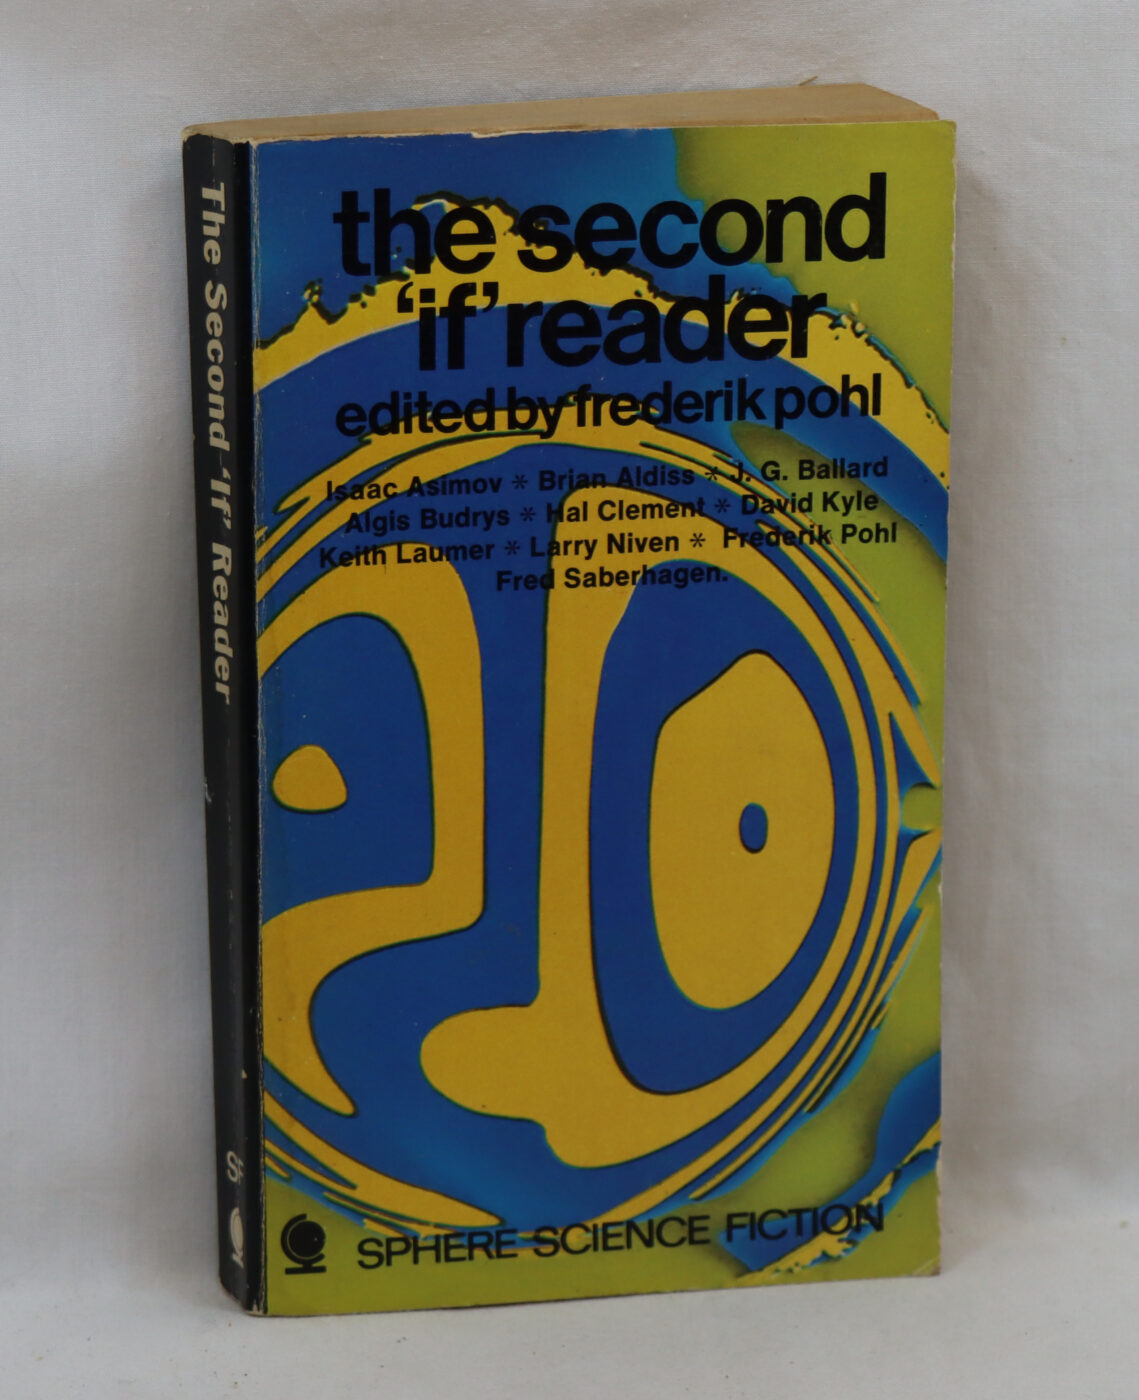 The Second 'If' Reader
SF
the second
'if' reader
edited by frederik pohl
Isaac Asimov * Brian Aldiss * J. G. Ballard
Algis Budrys * Hal Clement * David Kyle
Keith Laumer * Larry Niven * Frederik Pohl
Fred Saberhagen.
SPHERE SCIENCE FICTION